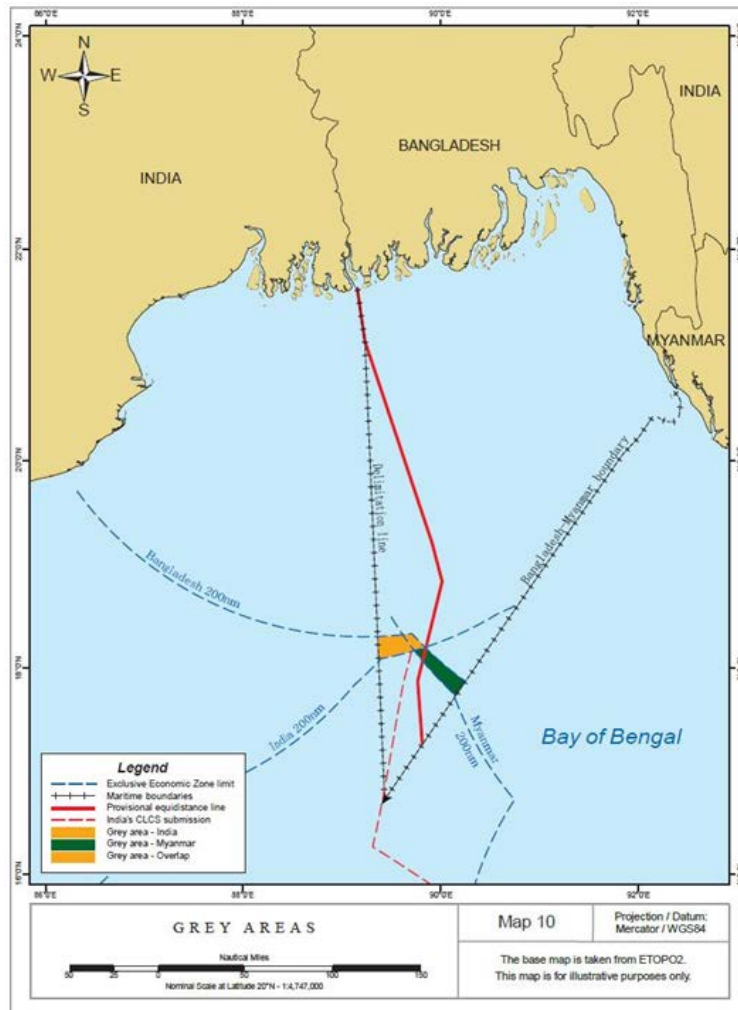 86°0'E 88°0'E 90°0'E 92°0'E
24°0'N
N
W E
S
INDIA
BANGLADESH
INDIA
22°0'N
MYANMAR
20°0'N
20°0'N
Delimitation line
Bangladesh-Myanmar boundary
Bangladesh 200nm
18°0'N
India 200nm
Myanmar
200nm
Bay of Bengal
Legend
Exclusive Economic Zone limit
Maritime boundaries
Provisional equidistance line
India's CLCS submission
Grey area - India
Grey area - Myanmar
Grey area - Overlap
16°0'N
86°0'E 88°0'E 90°0'E 92°0'E
GREY AREAS
Nautical Miles
50 25 0 50 100 150
Nominal Scale at Latitude 20°N - 1:4,747,000
Map 10
Projection / Datum:
Mercator / WGS84
The base map is taken from ETOPO2.
This map is for illustrative purposes only.